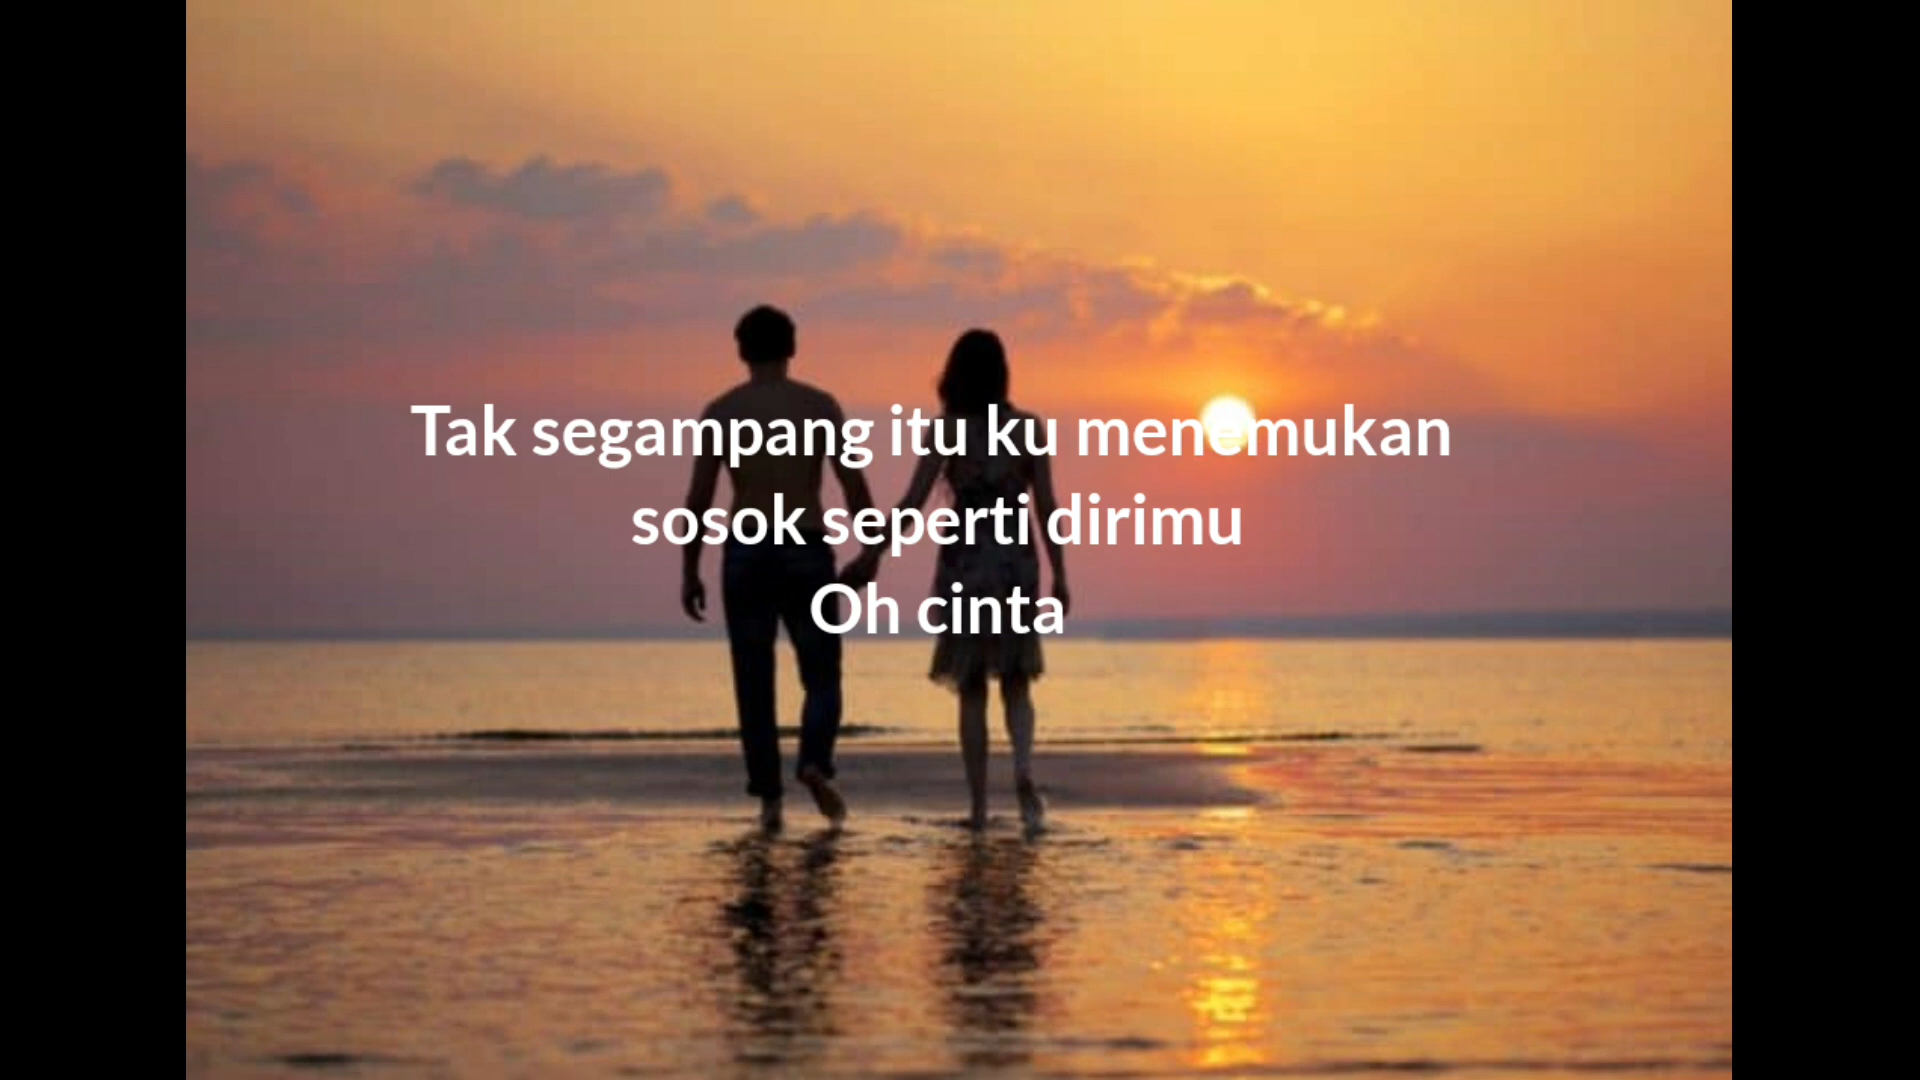 Tak segampang itu ku menemukan
sosok seperti dirimu
Oh cinta